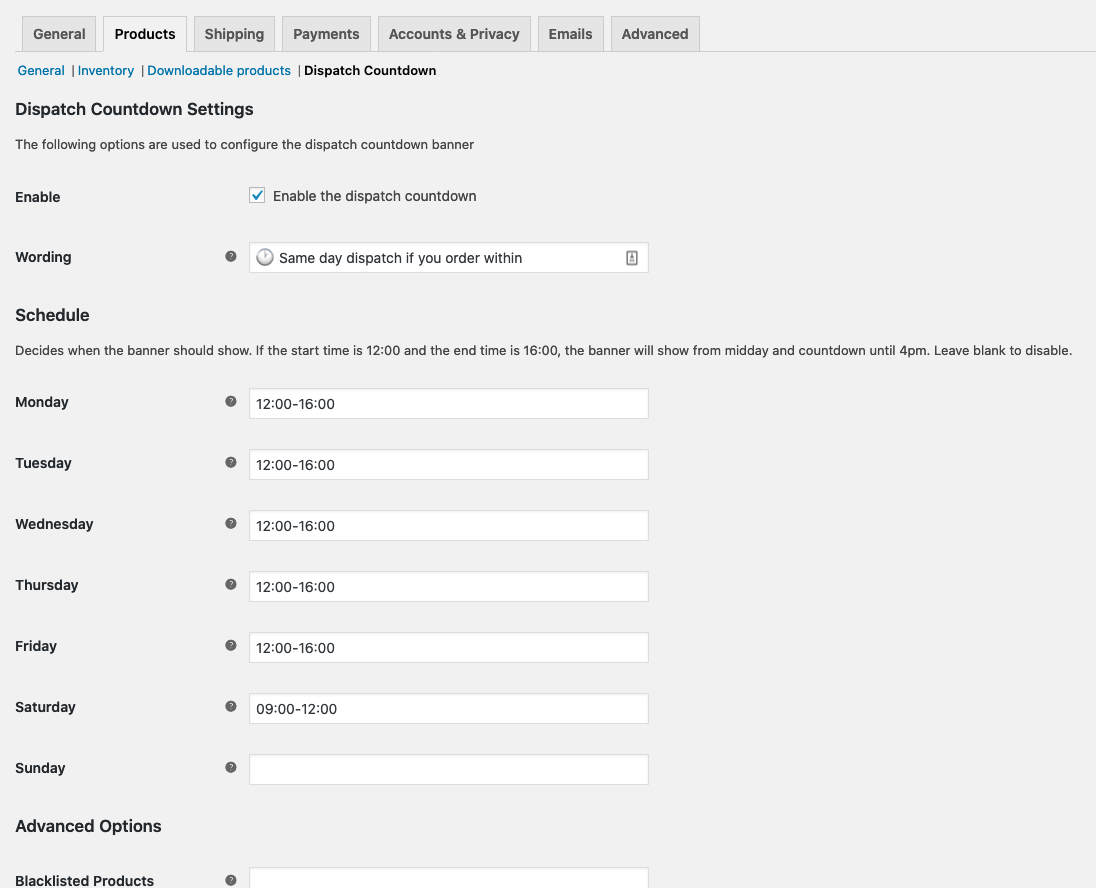 General Products Shipping Payments Accounts & Privacy Emails Advanced
General | Inventory | Downloadable products | Dispatch Countdown
Dispatch Countdown Settings
The following options are used to configure the dispatch countdown banner
Enable Enable the dispatch countdown
Wording ? 🕐 Same day dispatch if you order within
Schedule
Decides when the banner should show. If the start time is 12:00 and the end time is 16:00, the banner will show from midday and countdown until 4pm. Leave blank to disable.
Monday ? 12:00-16:00
Tuesday ? 12:00-16:00
Wednesday ? 12:00-16:00
Thursday ? 12:00-16:00
Friday ? 12:00-16:00
Saturday ? 09:00-12:00
Sunday ?
Advanced Options
Blacklisted Products ?